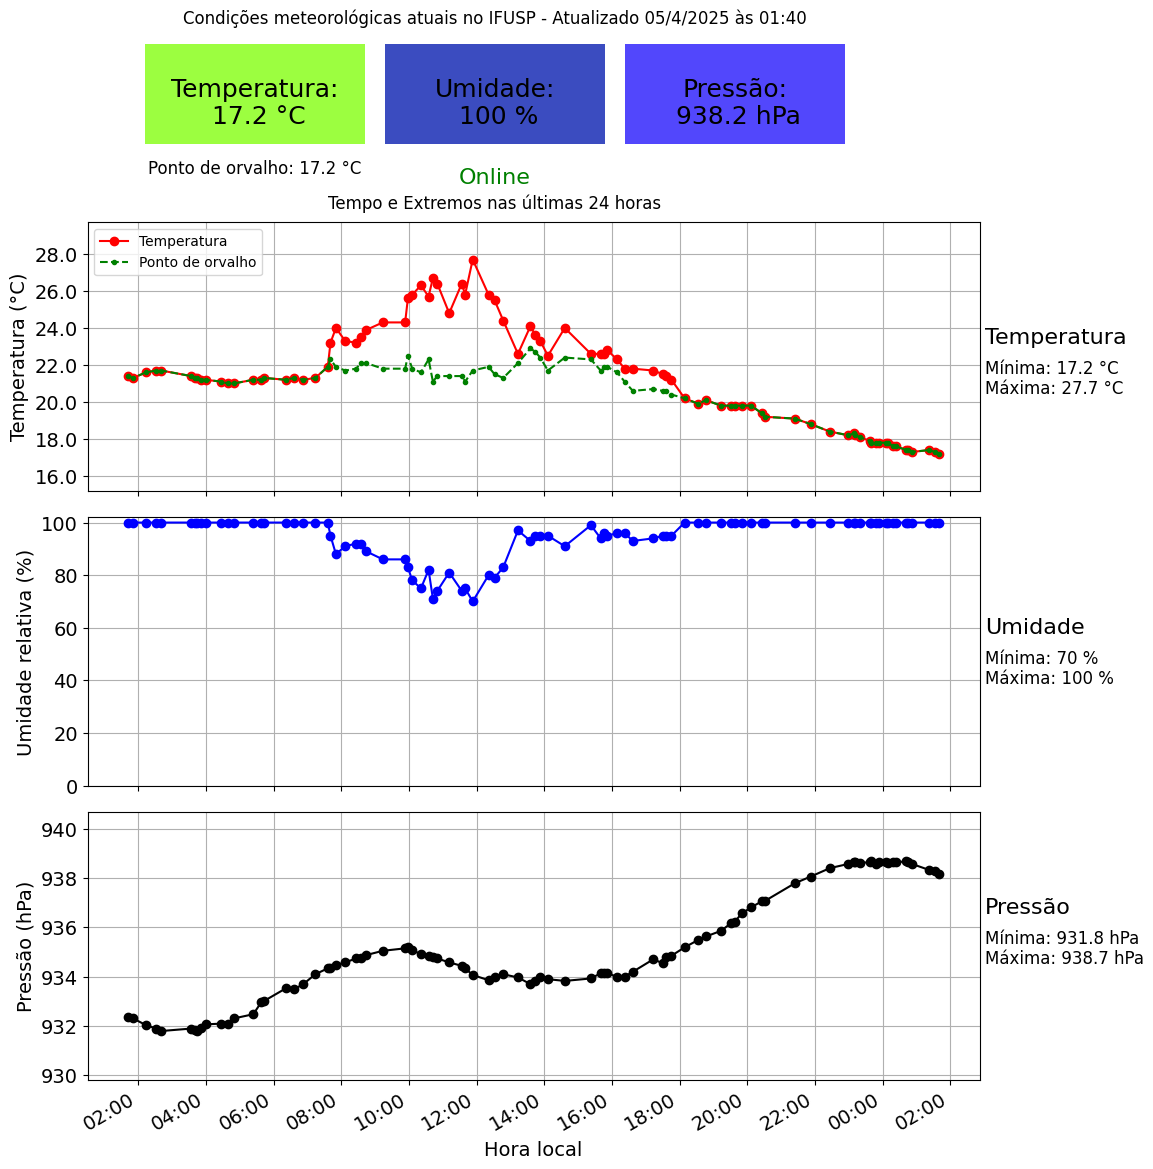 Condições meteorológicas atuais no IFUSP - Atualizado 05/4/2025 às 01:40
Temperatura:
17.2 °C
Umidade:
100 %
Pressão:
938.2 hPa
Ponto de orvalho: 17.2 °C
Online
Tempo e Extremos nas últimas 24 horas
Temperatura (°C)
28.0
26.0
24.0
22.0
20.0
18.0
16.0
Temperatura
Ponto de orvalho
Temperatura
Mínima: 17.2 °C
Máxima: 27.7 °C
Umidade relativa (%)
100
80
60
40
20
0
Umidade
Mínima: 70 %
Máxima: 100 %
Pressão (hPa)
940
938
936
934
932
930
Pressão
Mínima: 931.8 hPa
Máxima: 938.7 hPa
02:00 04:00 06:00 08:00 10:00 12:00 14:00 16:00 18:00 20:00 22:00 00:00 02:00
Hora local